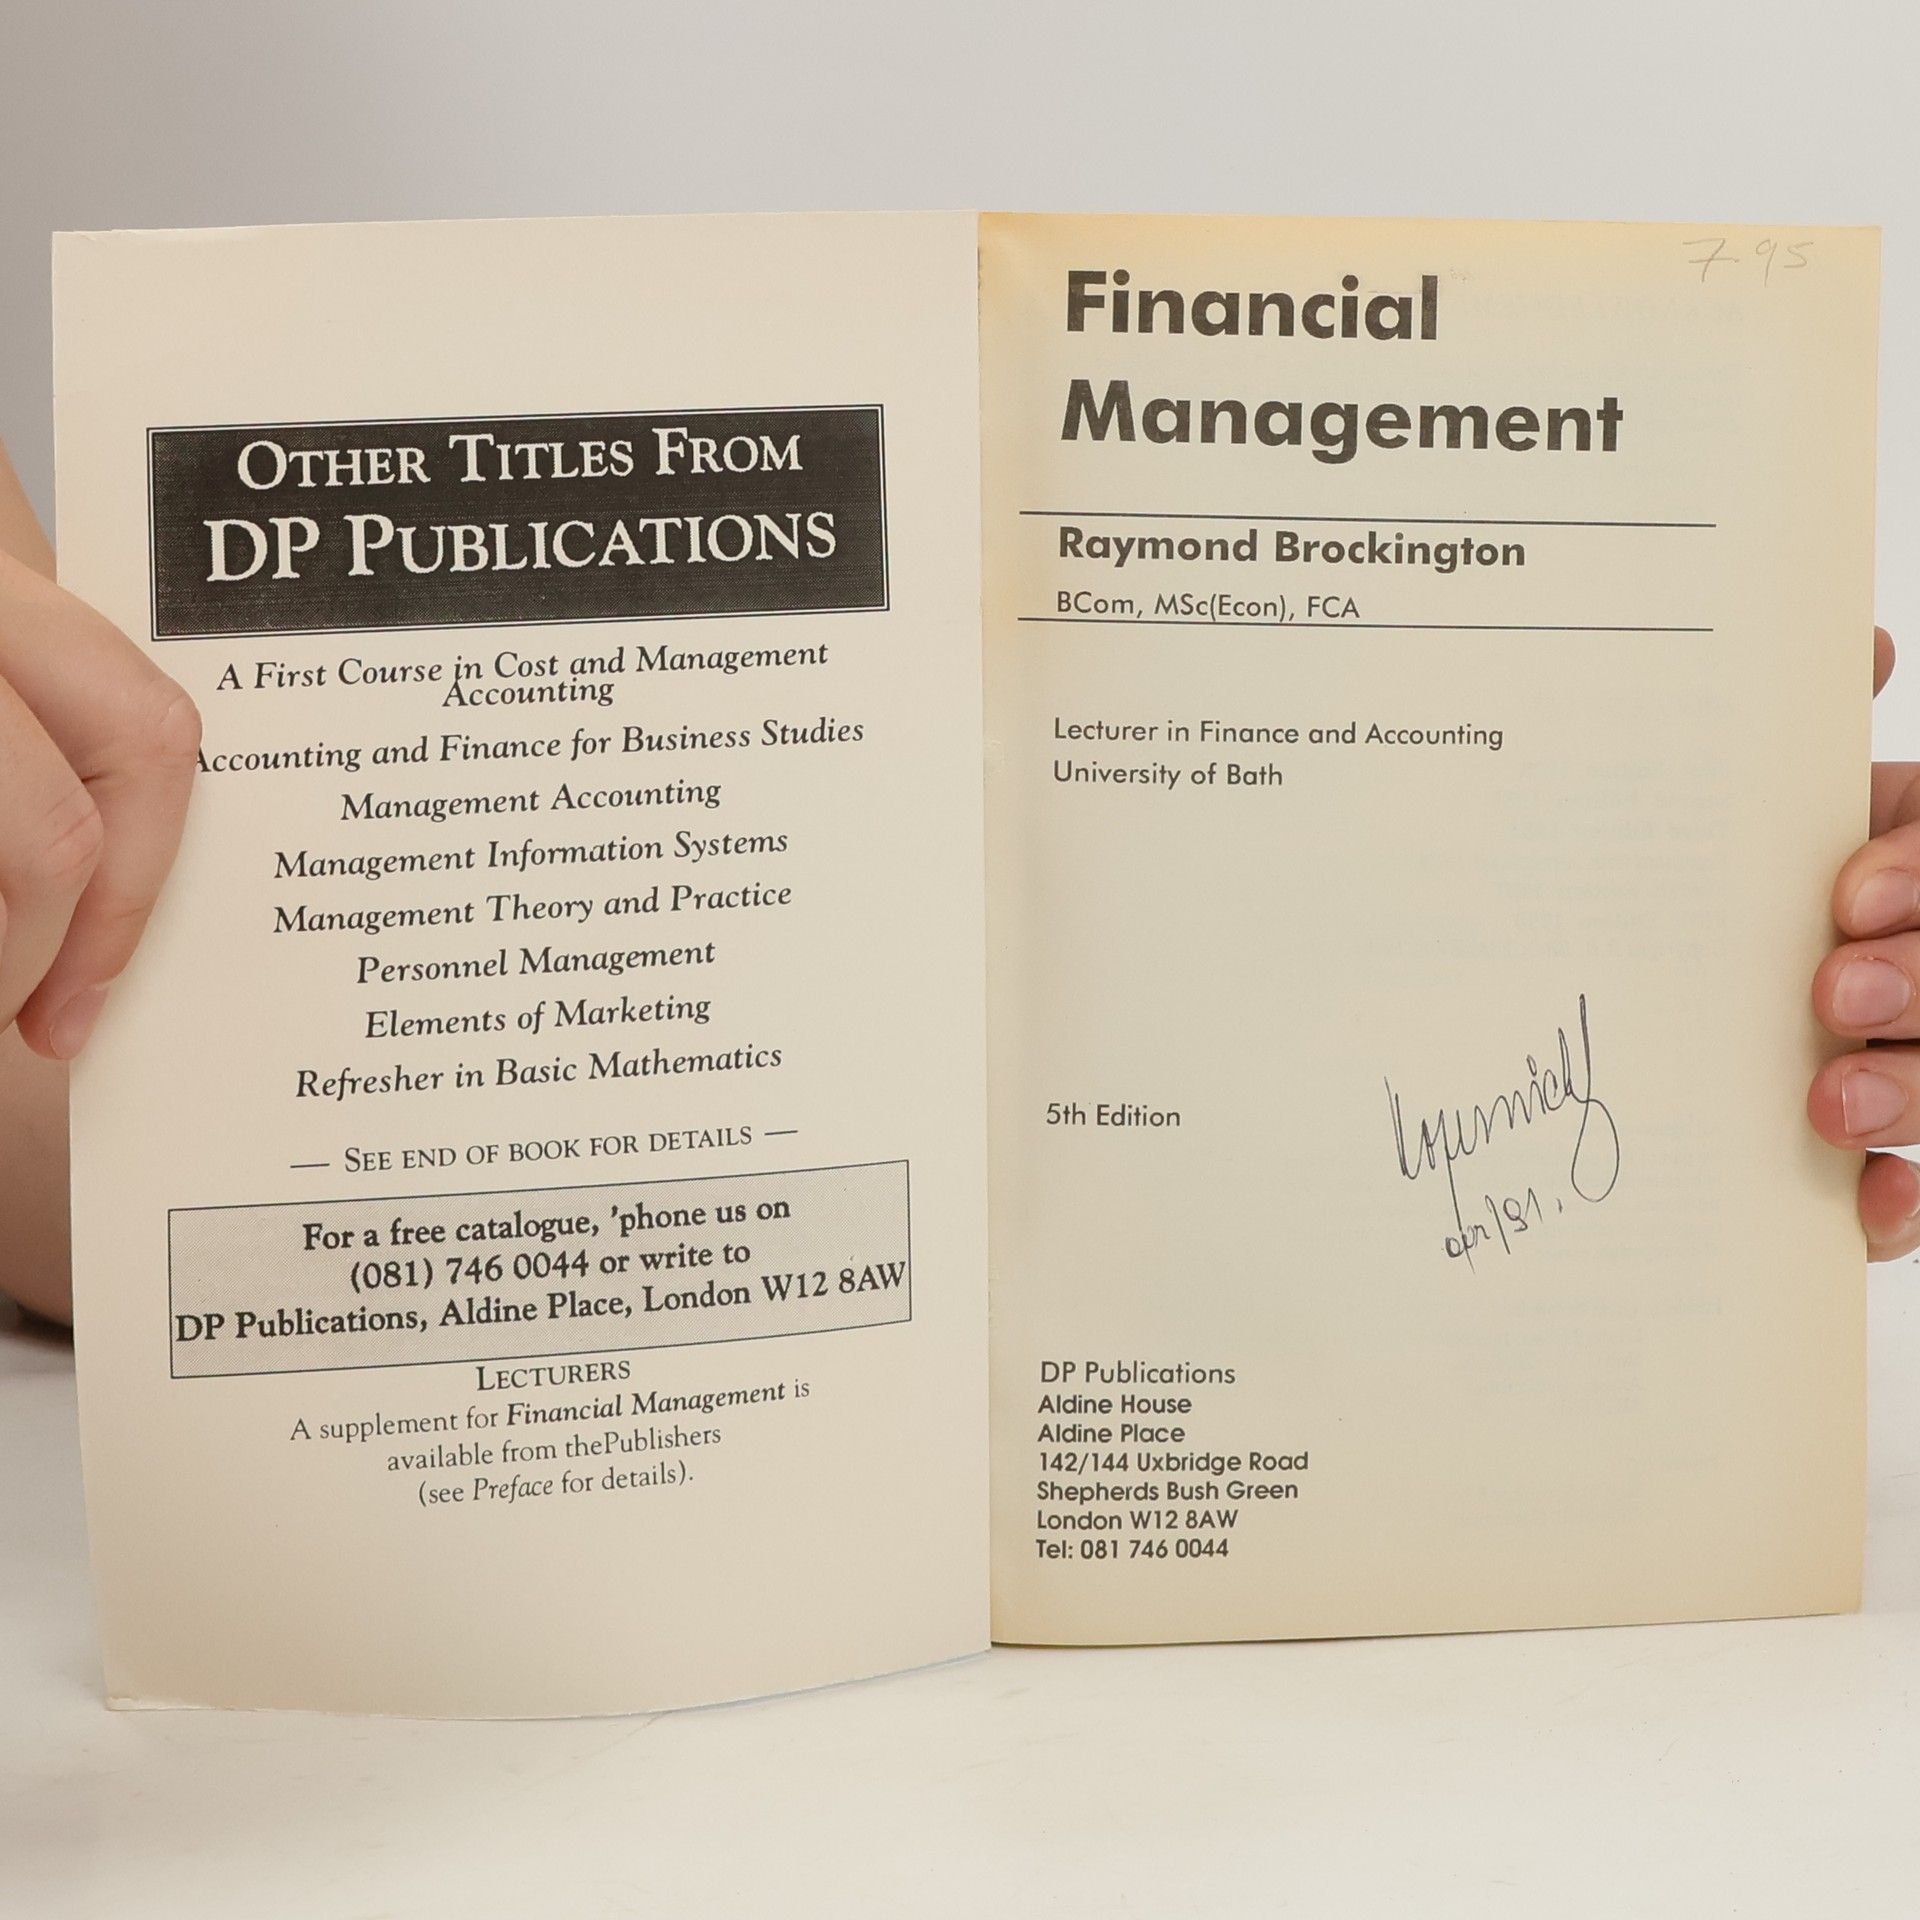 OTHER TITLES FROM
DP PUBLICATIONS
A First Course in Cost and Management
Accounting
Accounting and Finance for Business Studies
Management Accounting
Management Information Systems
Management Theory and Practice
Personnel Management
Elements of Marketing
Refresher in Basic Mathematics
— SEE END OF BOOK FOR DETAILS —
For a free catalogue, 'phone us on
(081) 746 0044 or write to
DP Publications, Aldine Place, London W12 8AW
LECTURERS
A supplement for Financial Management is
available from thePublishers
(see Preface for details).
7.95
Financial
Management
Raymond Brockington
BCom, MSc(Econ), FCA
Lecturer in Finance and Accounting
University of Bath
5th Edition
DP Publications
Aldine House
Aldine Place
142/144 Uxbridge Road
Shepherds Bush Green
London W12 8AW
Tel: 081 746 0044